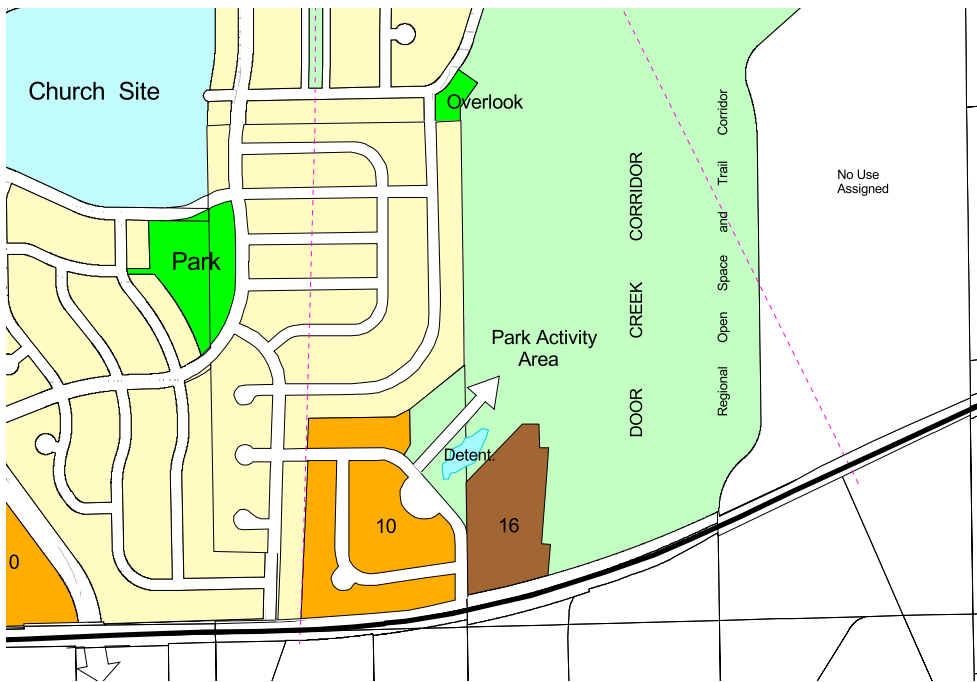 Church Site
Overlook
Park
No Use
Assigned
DOOR CREEK CORRIDOR
Regional Open Space and Trail Corridor
Park Activity
Area
Detent.
10
16
0